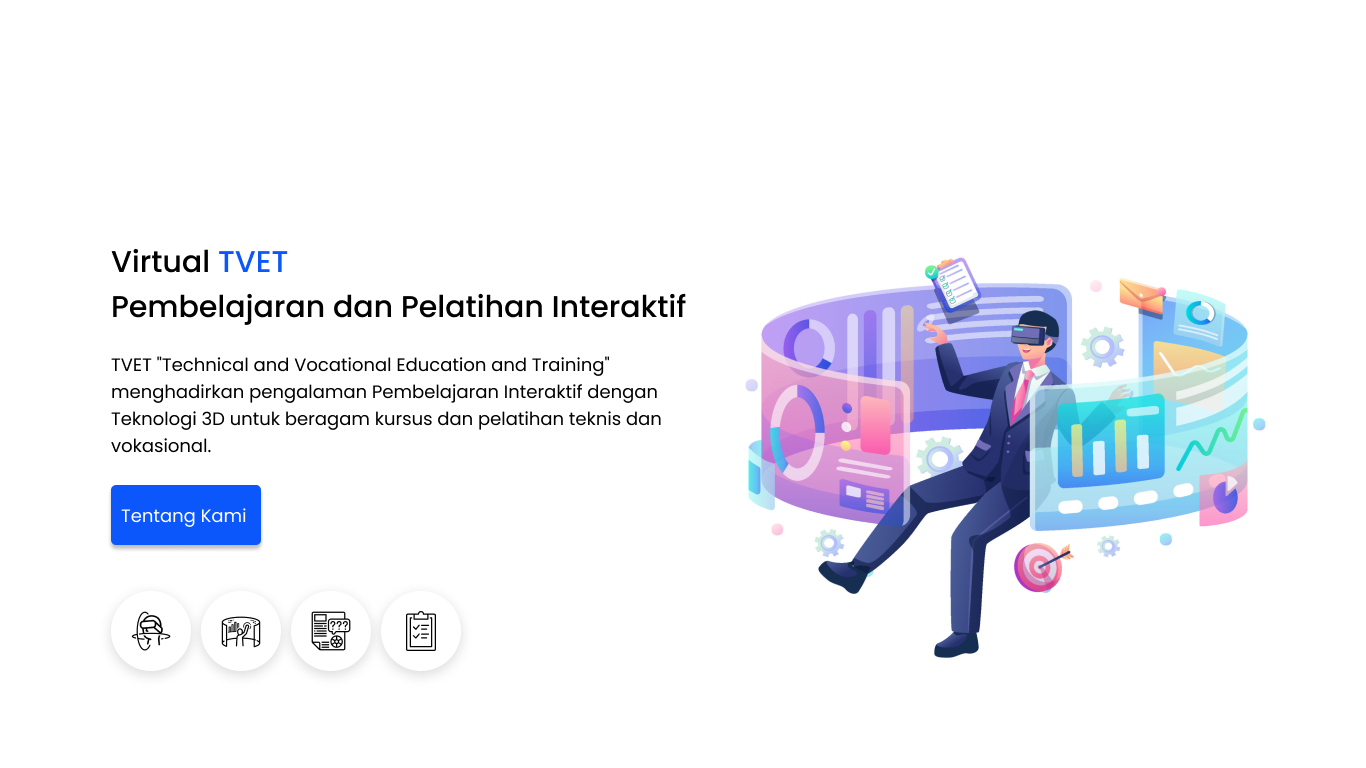 Virtual TVET
Pembelajaran dan Pelatihan Interaktif
TVET "Technical and Vocational Education and Training"
menghadirkan pengalaman Pembelajaran Interaktif dengan
Teknologi 3D untuk beragam kursus dan pelatihan teknis dan
vokasional.
Tentang Kami
???